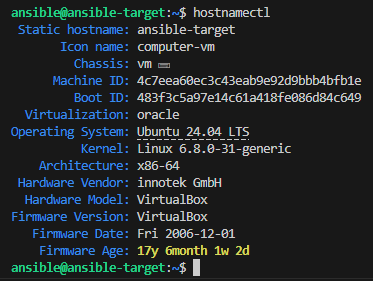 ansible@ansible-target:~$ hostnamectl
Static hostname: ansible-target
Icon name: computer-vm
Chassis: vm
Machine ID: 4c7eea60ec3c43eab9e92d9bbb4bfb1e
Boot ID: 483f3c5a97e14c61a418fe086d84c649
Virtualization: oracle
Operating System: Ubuntu 24.04 LTS
Kernel: Linux 6.8.0-31-generic
Architecture: x86-64
Hardware Vendor: innotek GmbH
Hardware Model: VirtualBox
Firmware Version: VirtualBox
Firmware Date: Fri 2006-12-01
Firmware Age: 17y 6month 1w 2d
ansible@ansible-target:~$